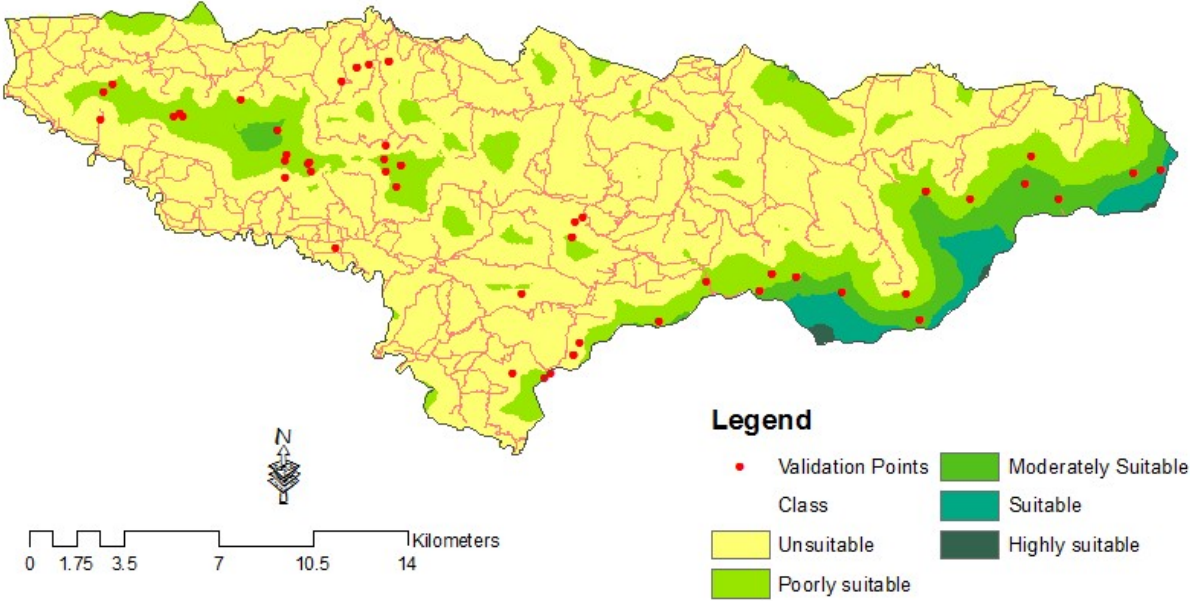 Legend
Validation Points
Class
Unsuitable
Poorly suitable
Moderately Suitable
Suitable
Highly suitable
N
Kilometers
0 1.75 3.5 7 10.5 14